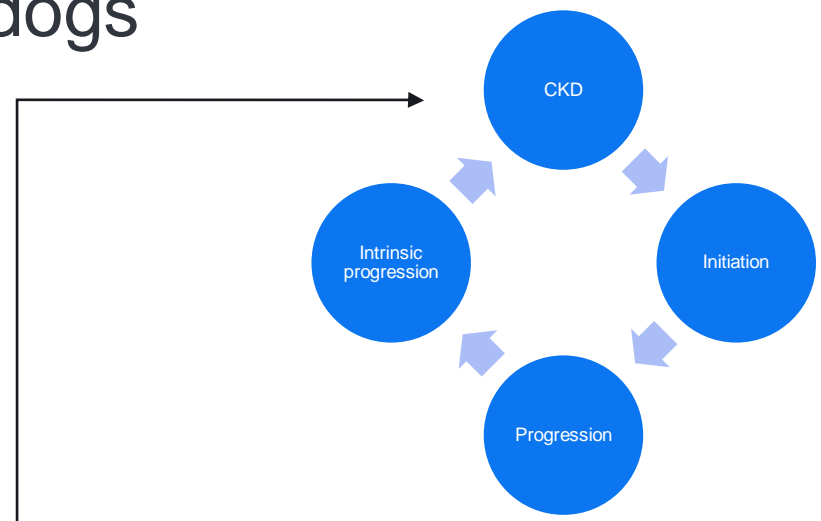 dogs
CKD
Initiation
Progression
Intrinsic
progression